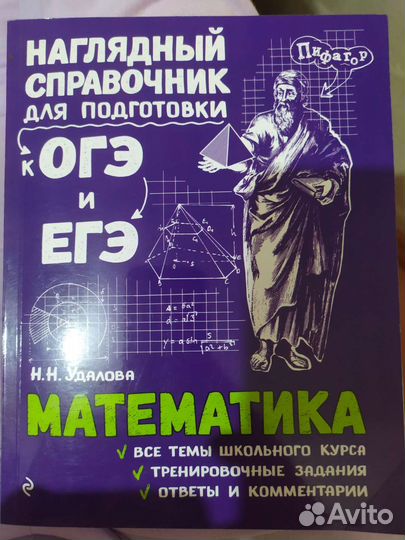 НАГЛЯДНЫЙ
СПРАВОЧНИК
ДЛЯ ПОДГОТОВКИ
К ОГЭ
И
ЕГЭ
Пифагор
Н.Н. УДАЛОВА
МАТЕМАТИКА
✓ ВСЕ ТЕМЫ ШКОЛЬНОГО КУРСА
✓ ТРЕНИРОВОЧНЫЕ ЗАДАНИЯ
✓ ОТВЕТЫ И КОММЕНТАРИИ
Avito